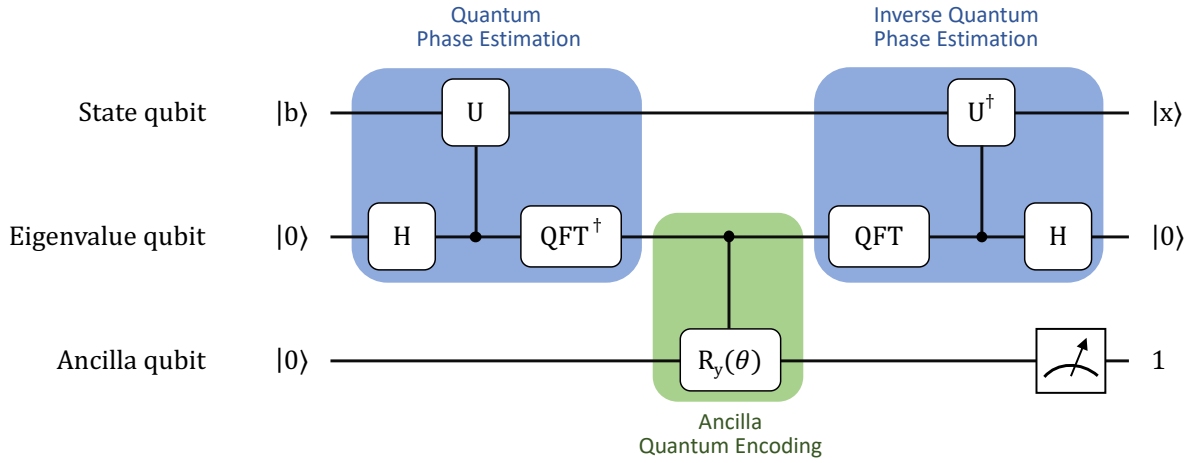 Quantum
Phase Estimation
Inverse Quantum
Phase Estimation
State qubit |b⟩ U U† |x⟩
Eigenvalue qubit |0⟩ H QFT† QFT H |0⟩
Ancilla qubit |0⟩ Ry(θ) 1
Ancilla
Quantum Encoding